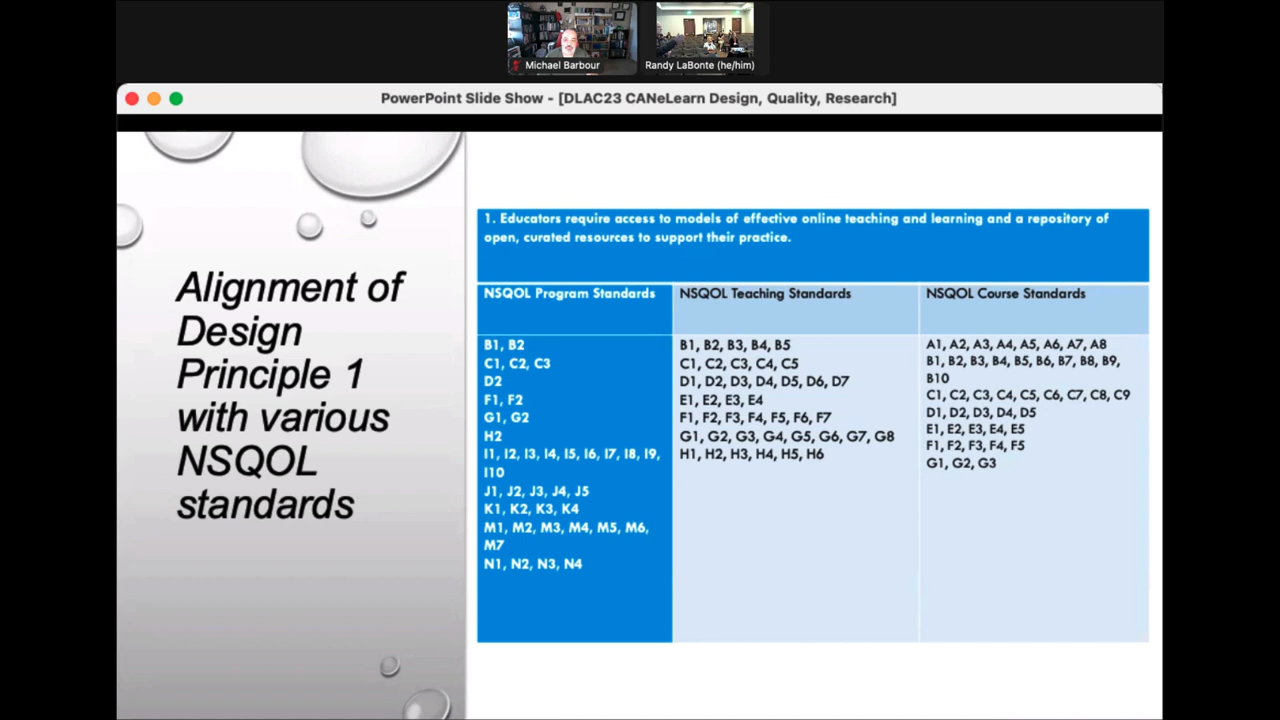 Michael Barbour
Randy LaBonte (he/him)
PowerPoint Slide Show - [DLAC23 CANeLearn Design, Quality, Research]
Alignment of
Design
Principle 1
with various
NSQOL
standards
1. Educators require access to models of effective online teaching and learning and a repository of
open, curated resources to support their practice.
NSQOL Program Standards
B1, B2
C1, C2, C3
D2
F1, F2
G1, G2
H2
I1, I2, I3, I4, I5, I6, I7, I8, I9,
I10
J1, J2, J3, J4, J5
K1, K2, K3, K4
M1, M2, M3, M4, M5, M6,
M7
N1, N2, N3, N4
NSQOL Teaching Standards
B1, B2, B3, B4, B5
C1, C2, C3, C4, C5
D1, D2, D3, D4, D5, D6, D7
E1, E2, E3, E4
F1, F2, F3, F4, F5, F6, F7
G1, G2, G3, G4, G5, G6, G7, G8
H1, H2, H3, H4, H5, H6
NSQOL Course Standards
A1, A2, A3, A4, A5, A6, A7, A8
B1, B2, B3, B4, B5, B6, B7, B8, B9,
B10
C1, C2, C3, C4, C5, C6, C7, C8, C9
D1, D2, D3, D4, D5
E1, E2, E3, E4, E5
F1, F2, F3, F4, F5
G1, G2, G3